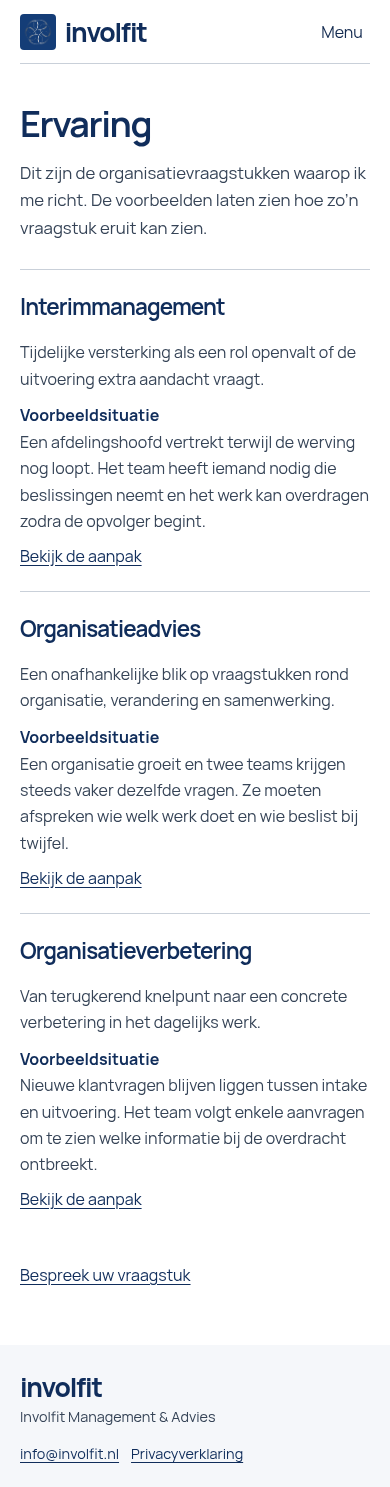 involfit
Menu
Ervaring
Dit zijn de organisatievraagstukken waarop ik
me richt. De voorbeelden laten zien hoe zo'n
vraagstuk eruit kan zien.
Interimmanagement
Tijdelijke versterking als een rol openvalt of de
uitvoering extra aandacht vraagt.
Voorbeeldsituatie
Een afdelingshoofd vertrekt terwijl de werving
nog loopt. Het team heeft iemand nodig die
beslissingen neemt en het werk kan overdragen
zodra de opvolger begint.
Bekijk de aanpak
Organisatieadvies
Een onafhankelijke blik op vraagstukken rond
organisatie, verandering en samenwerking.
Voorbeeldsituatie
Een organisatie groeit en twee teams krijgen
steeds vaker dezelfde vragen. Ze moeten
afspreken wie welk werk doet en wie beslist bij
twijfel.
Bekijk de aanpak
Organisatieverbetering
Van terugkerend knelpunt naar een concrete
verbetering in het dagelijks werk.
Voorbeeldsituatie
Nieuwe klantvragen blijven liggen tussen intake
en uitvoering. Het team volgt enkele aanvragen
om te zien welke informatie bij de overdracht
ontbreekt.
Bekijk de aanpak
Bespreek uw vraagstuk
involfit
Involfit Management & Advies
info@involfit.nl Privacyverklaring